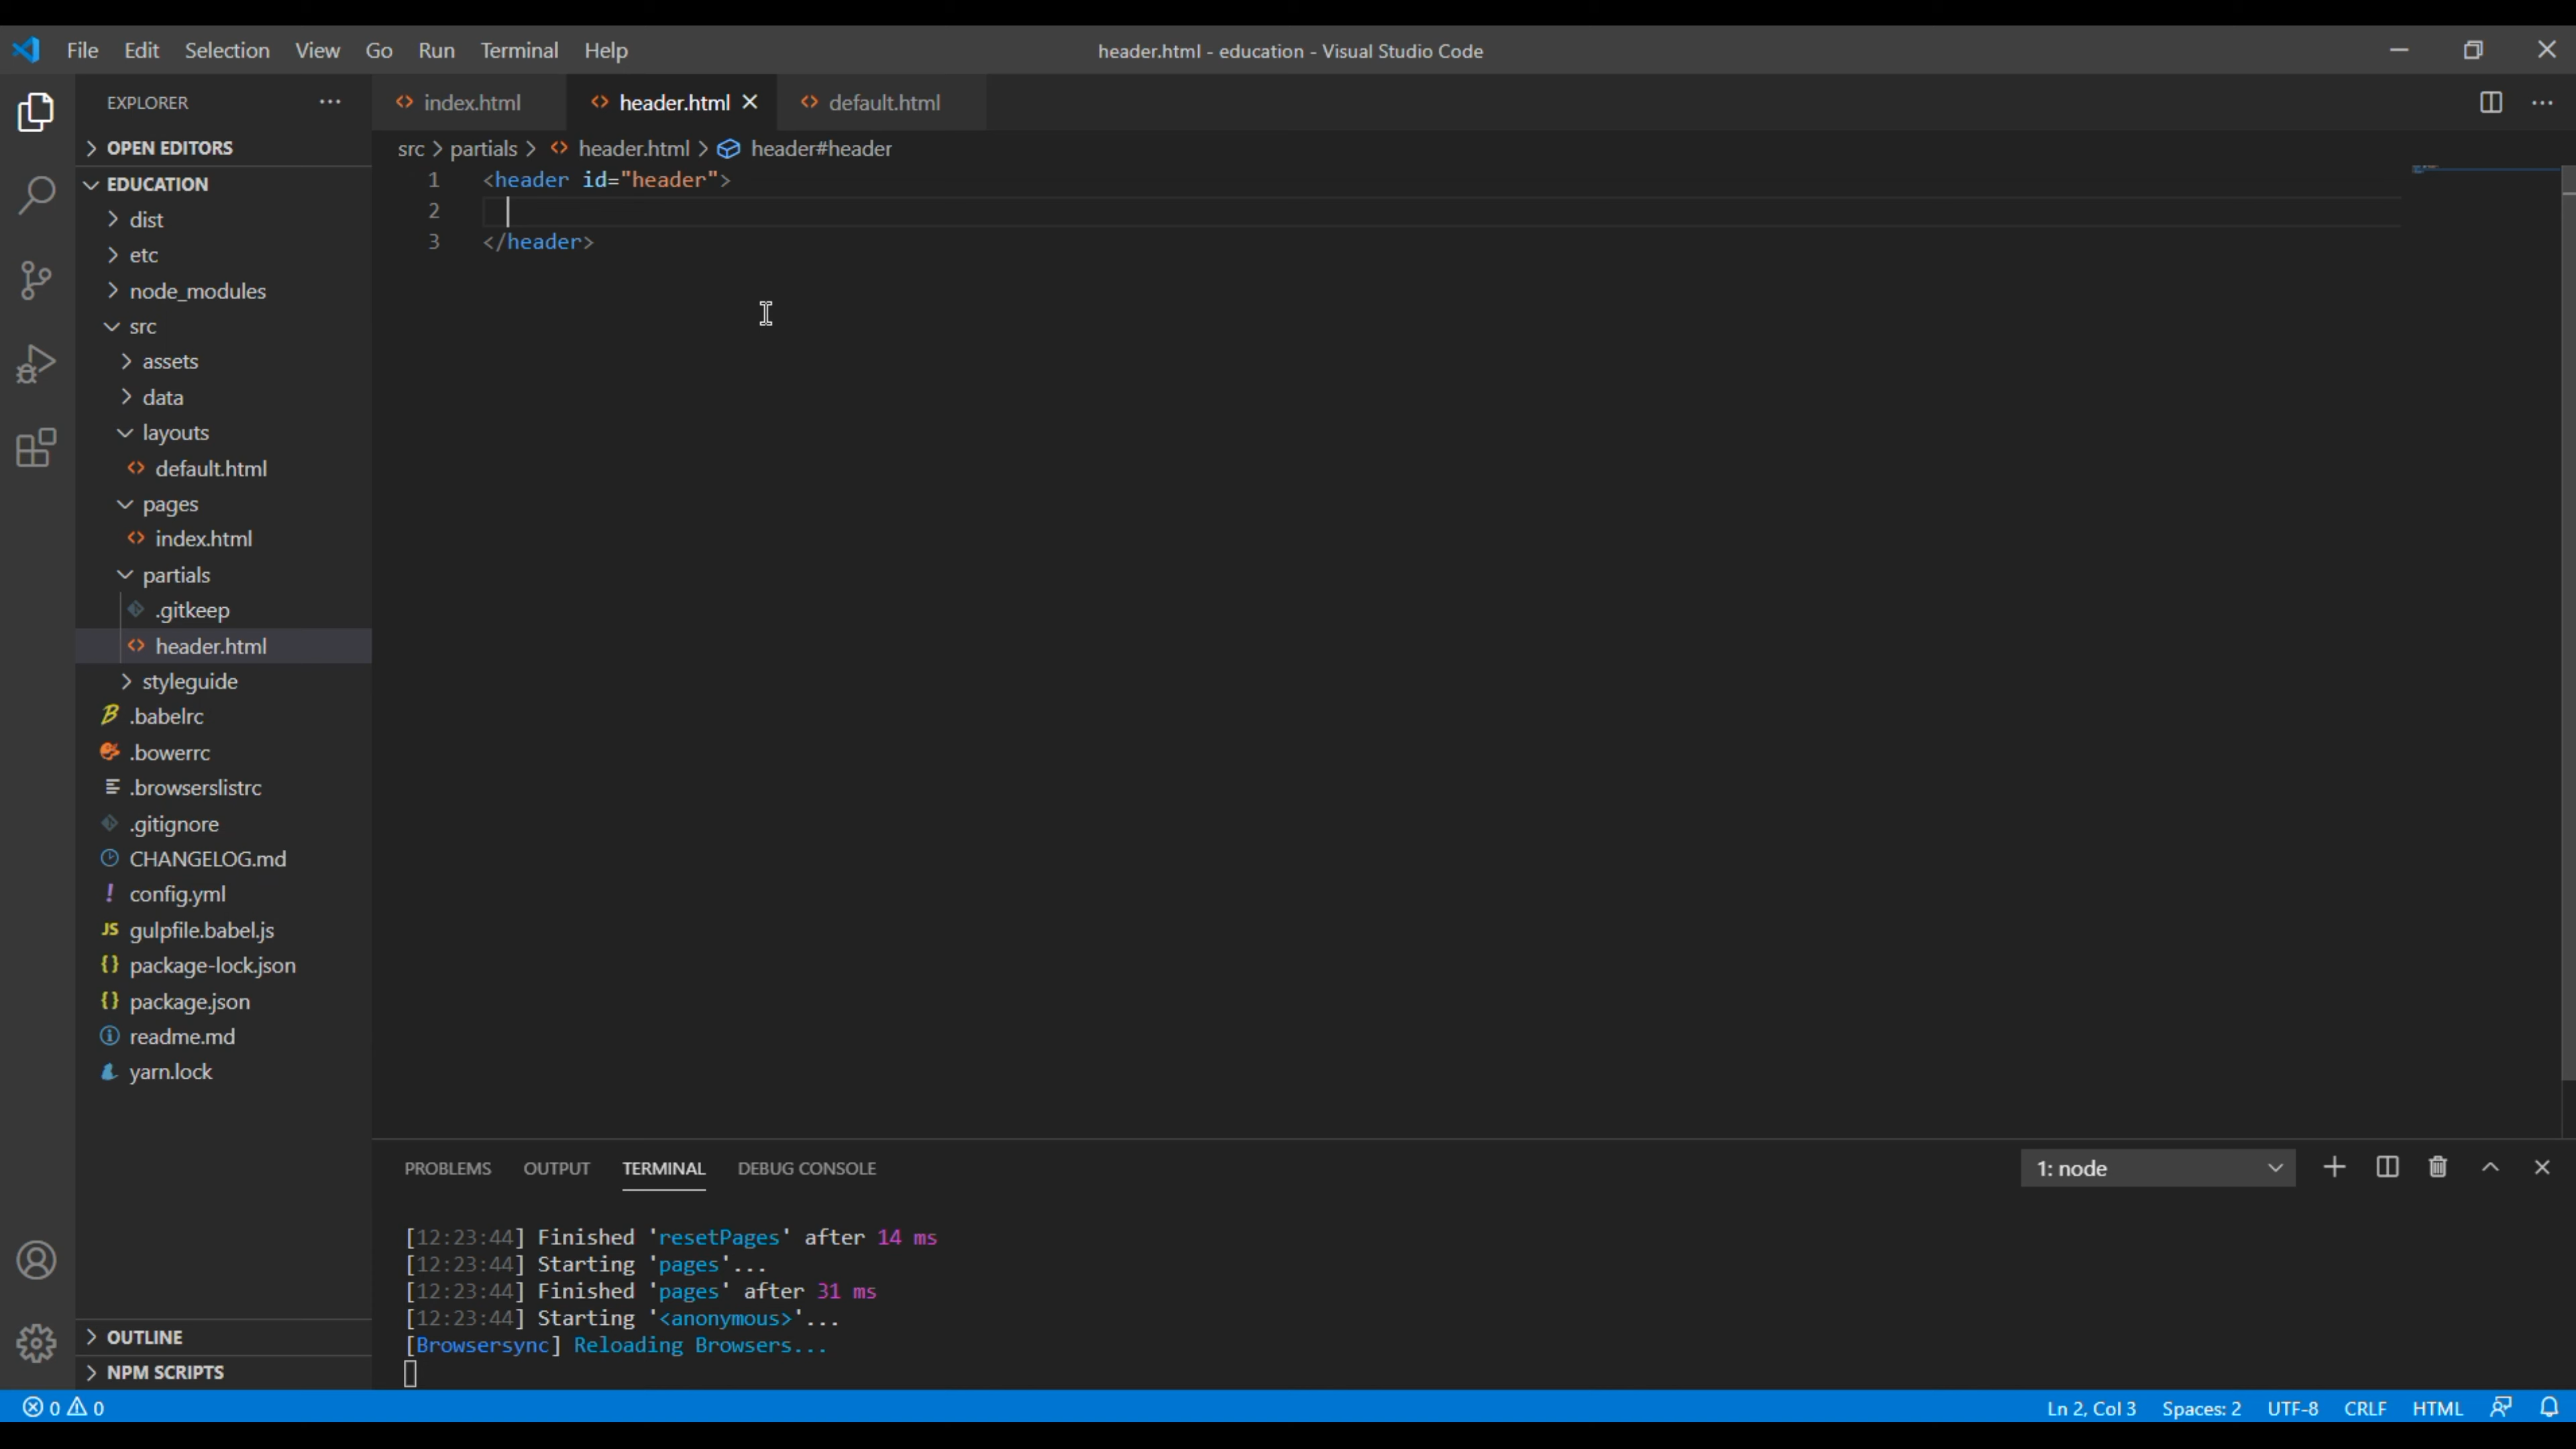 File Edit Selection View Go Run Terminal Help
header.html - education - Visual Studio Code
EXPLORER
OPEN EDITORS
EDUCATION
dist
etc
node_modules
src
assets
data
layouts
default.html
pages
index.html
partials
.gitkeep
header.html
styleguide
.babelrc
.bowerrc
.browserslistrc
.gitignore
CHANGELOG.md
! config.yml
JS gulpfile.babel.js
{} package-lock.json
{} package.json
readme.md
yarn.lock
OUTLINE
NPM SCRIPTS
index.html header.html default.html
src > partials > header.html > header#header
1 <header id="header">
2
3 </header>
PROBLEMS OUTPUT TERMINAL DEBUG CONSOLE
1: node
[12:23:44] Finished 'resetPages' after 14 ms
[12:23:44] Starting 'pages'...
[12:23:44] Finished 'pages' after 31 ms
[12:23:44] Starting '<anonymous>'...
[Browsersync] Reloading Browsers...
0 0
Ln 2, Col 3 Spaces: 2 UTF-8 CRLF HTML